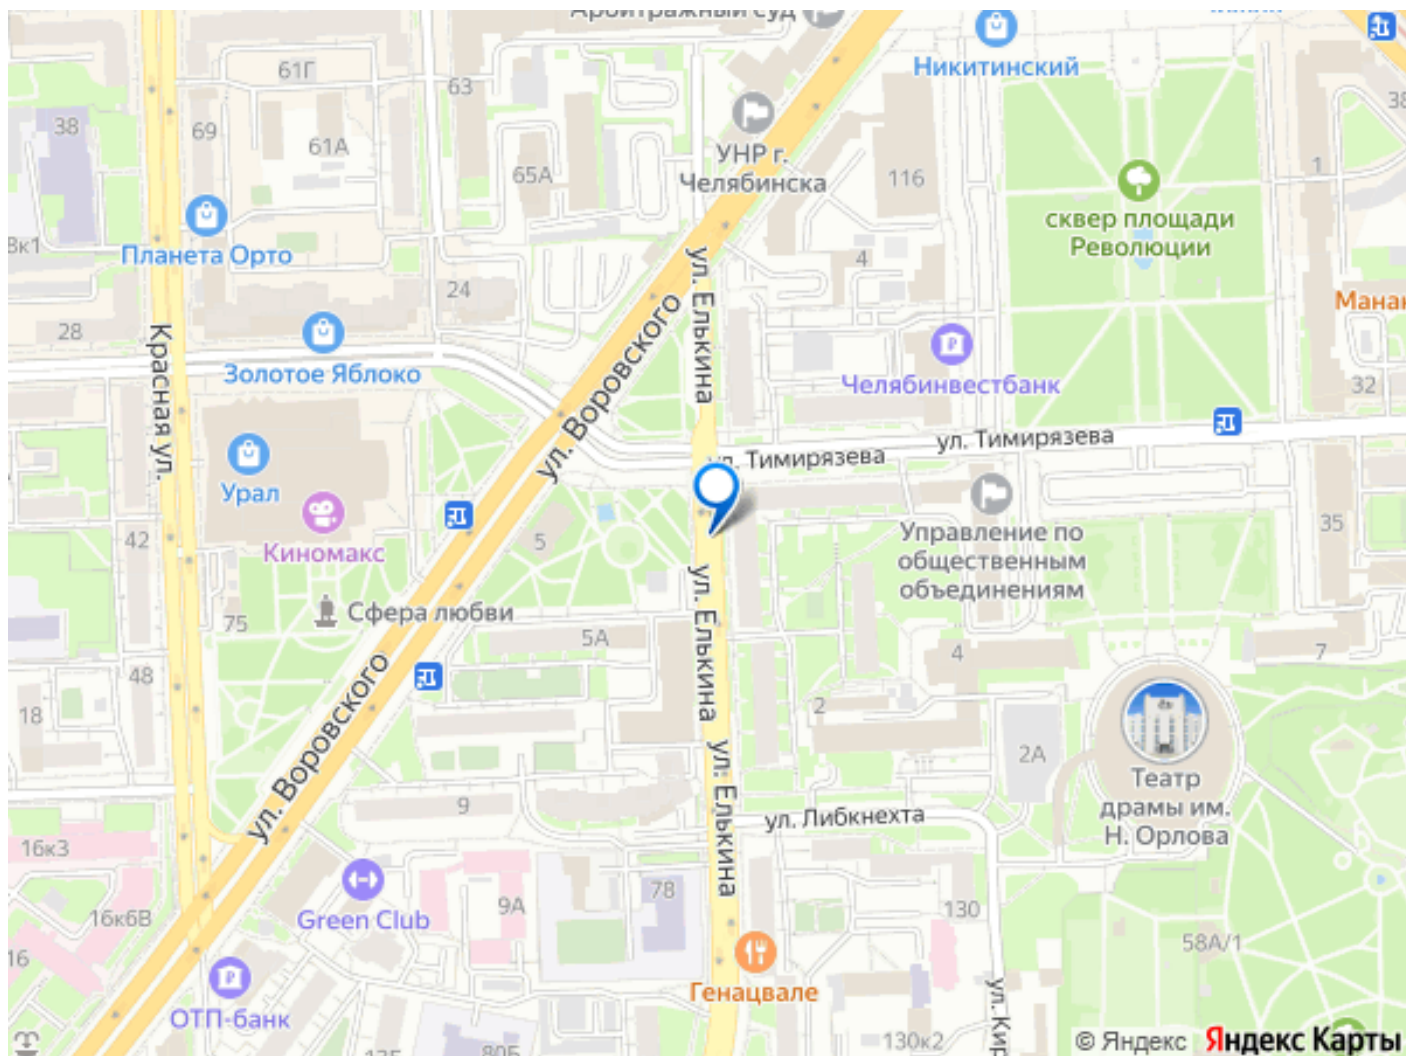 Арбитражный суд
Никитинский
61Г
63
38
69
61А
65А
УНР г.
Челябинска
116
1
сквер площади
Революции
Планета Орто
4
24
28
Золотое Яблоко
Красная ул.
ул. Воровского
ул. Елькина
Челябинвестбанк
32
ул. Тимирязева
ул. Тимирязева
Урал
Киномакс
42
5
Управление по
общественным
объединениям
35
Сфера любви
75
5А
ул. Елькина
4
7
48
18
2
2А
ул. Воровского
ул. Елькина
Театр
драмы им.
Н. Орлова
9
ул. Либкнехта
16к3
Green Club
9А
78
16к6В
130
58А/1
16
Генацвале
ОТП-банк
130к2
80Б
© Яндекс Яндекс Карты